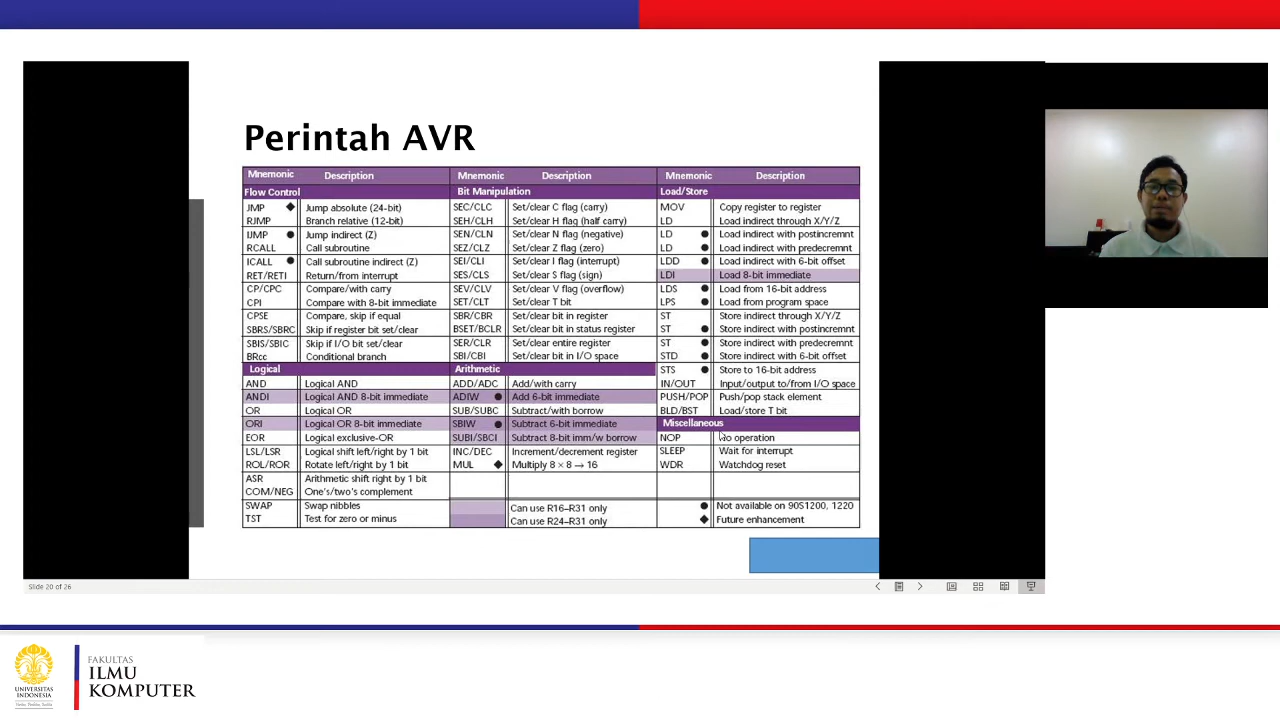 Perintah AVR
Mnemonic Description Mnemonic Description Mnemonic Description
Flow Control Bit Manipulation Load/Store
JMP ◆ Jump absolute (24-bit) SEC/CLC Set/clear C flag (carry) MOV Copy register to register
RJMP Branch relative (12-bit) SEH/CLH Set/clear H flag (half carry) LD Load indirect through X/Y/Z
IJMP ● Jump indirect (Z) SEN/CLN Set/clear N flag (negative) LD ● Load indirect with postincremnt
RCALL Call subroutine SEZ/CLZ Set/clear Z flag (zero) LD ● Load indirect with predecremnt
ICALL ● Call subroutine indirect (Z) SEI/CLI Set/clear I flag (interrupt) LDD ● Load indirect with 6-bit offset
RET/RETI Return/from interrupt SES/CLS Set/clear S flag (sign) LDI Load 8-bit immediate
CP/CPC Compare/with carry SEV/CLV Set/clear V flag (overflow) LDS ● Load from 16-bit address
CPI Compare with 8-bit immediate SET/CLT Set/clear T bit LPS ● Load from program space
CPSE Compare, skip if equal SBR/CBR Set/clear bit in register ST Store indirect through X/Y/Z
SBRS/SBRC Skip if register bit set/clear BSET/BCLR Set/clear bit in status register ST ● Store indirect with postincremnt
SBIS/SBIC Skip if I/O bit set/clear SER/CLR Set/clear entire register ST ● Store indirect with predecremnt
BRcc Conditional branch SBI/CBI Set/clear bit in I/O space STD ● Store indirect with 6-bit offset
Logical Arithmetic STS ● Store to 16-bit address
AND Logical AND ADD/ADC Add/with carry IN/OUT Input/output to/from I/O space
ANDI Logical AND 8-bit immediate ADIW ● Add 6-bit immediate PUSH/POP Push/pop stack element
OR Logical OR SUB/SUBC Subtract/with borrow BLD/BST Load/store T bit
ORI Logical OR 8-bit immediate SBIW ● Subtract 6-bit immediate Miscellaneous
EOR Logical exclusive-OR SUBI/SBCI Subtract 8-bit imm/w borrow NOP No operation
LSL/LSR Logical shift left/right by 1 bit INC/DEC Increment/decrement register SLEEP Wait for interrupt
ROL/ROR Rotate left/right by 1 bit MUL ◆ Multiply 8 × 8 → 16 WDR Watchdog reset
ASR Arithmetic shift right by 1 bit
COM/NEG One's/two's complement
SWAP Swap nibbles Can use R16–R31 only ● Not available on 90S1200, 1220
TST Test for zero or minus Can use R24–R31 only ◆ Future enhancement
Slide 20 of 26
UNIVERSITAS
INDONESIA
FAKULTAS
ILMU
KOMPUTER